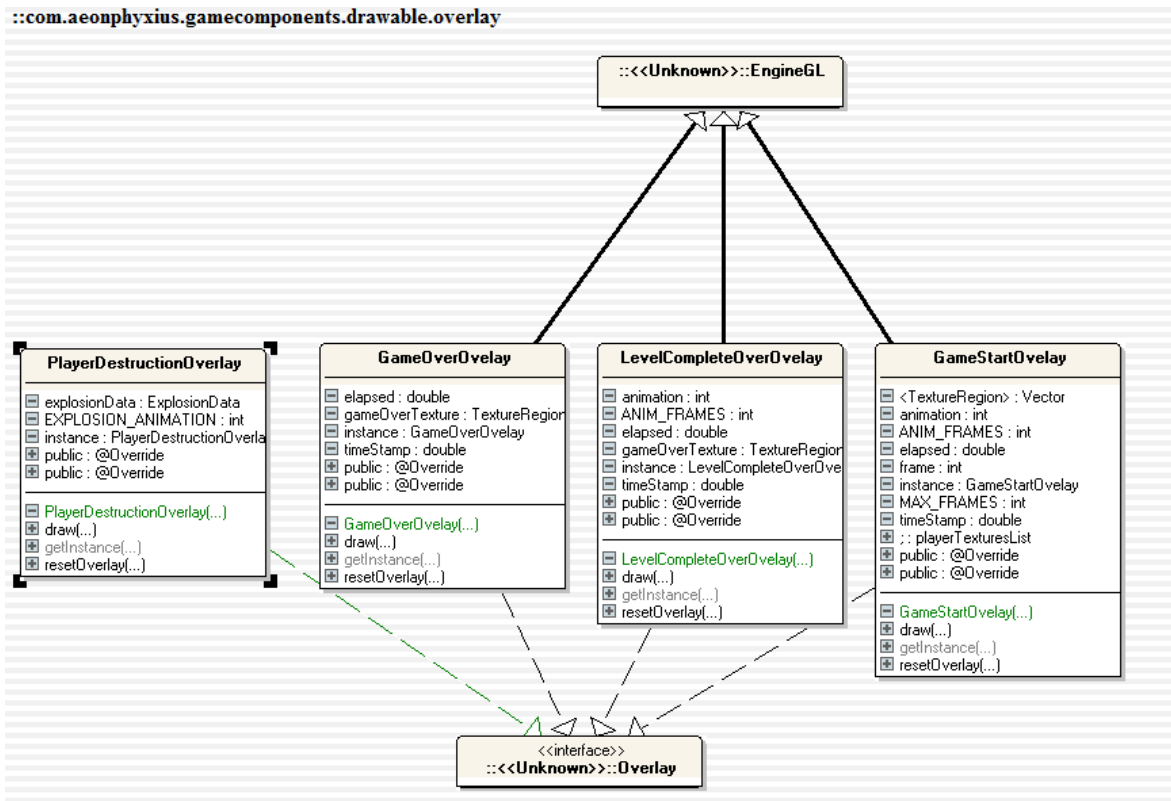 ::com.aeonphyxius.gamecomponents.drawable.overlay
::<<Unknown>>::EngineGL
PlayerDestructionOverlay
explosionData : ExplosionData
EXPLOSION_ANIMATION : int
instance : PlayerDestructionOverla
public : @Override
public : @Override
PlayerDestructionOverlay(...)
draw(...)
getInstance(...)
resetOverlay(...)
GameOverOvelay
elapsed : double
gameOverTexture : TextureRegion
instance : GameOverOvelay
timeStamp : double
public : @Override
public : @Override
GameOverOvelay(...)
draw(...)
getInstance(...)
resetOverlay(...)
LevelCompleteOverOvelay
animation : int
ANIM_FRAMES : int
elapsed : double
gameOverTexture : TextureRegion
instance : LevelCompleteOverOve
timeStamp : double
public : @Override
public : @Override
LevelCompleteOverOvelay(...)
draw(...)
getInstance(...)
resetOverlay(...)
GameStartOvelay
<TextureRegion> : Vector
animation : int
ANIM_FRAMES : int
elapsed : double
frame : int
instance : GameStartOvelay
MAX_FRAMES : int
timeStamp : double
; : playerTexturesList
public : @Override
public : @Override
GameStartOvelay(...)
draw(...)
getInstance(...)
resetOverlay(...)
<<interface>>
::<<Unknown>>::Overlay